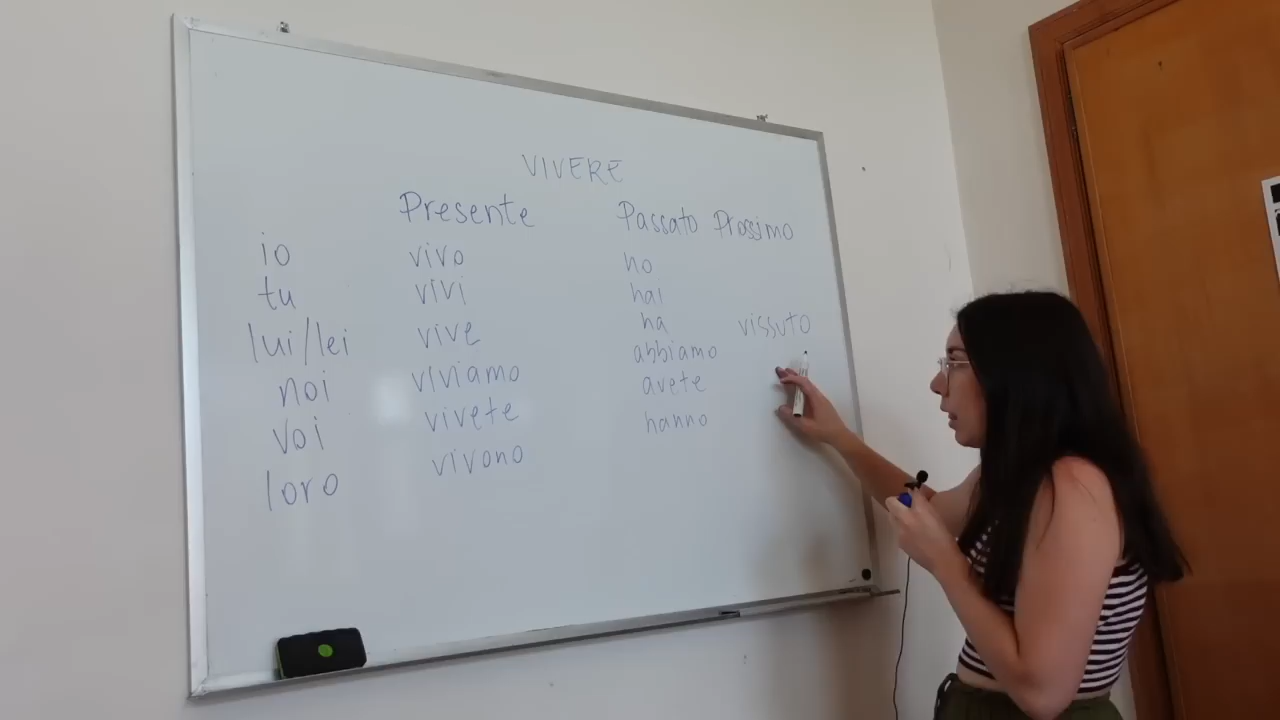 VIVERE
Presente Passato Prossimo
io vivo ho
tu vivi hai
lui/lei vive ha vissuto
noi viviamo abbiamo
voi vivete avete
loro vivono hanno